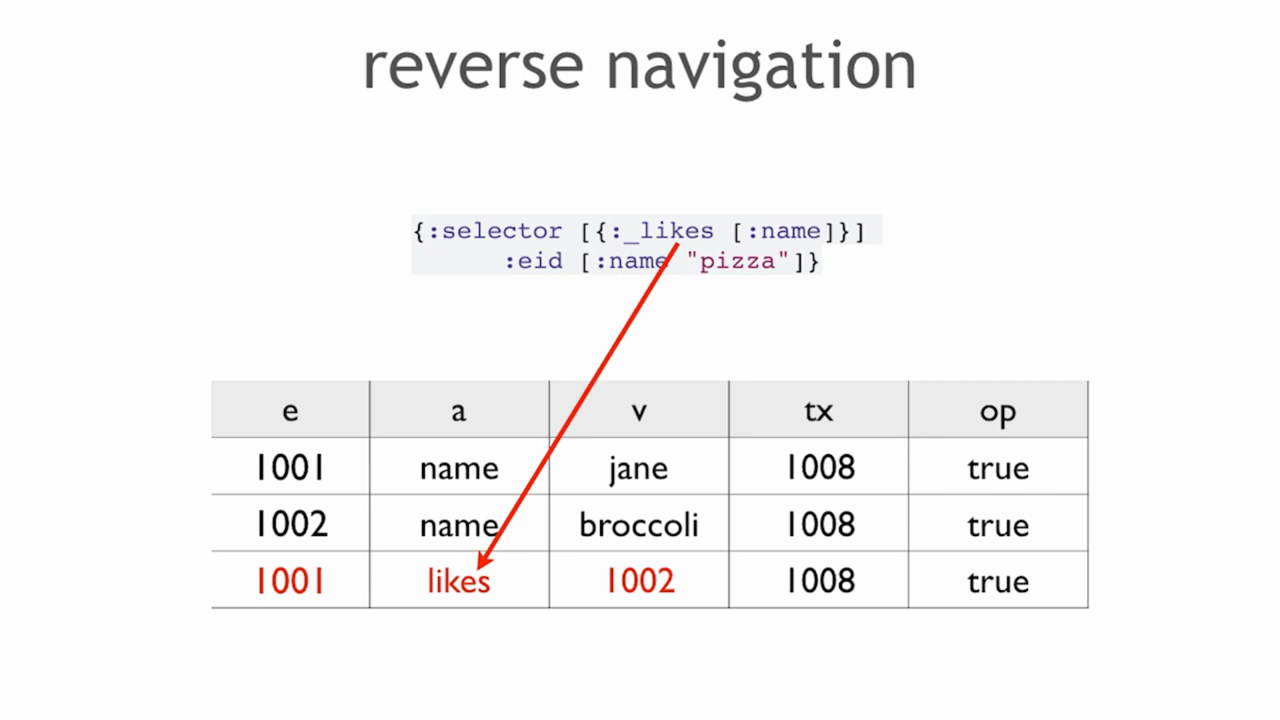 reverse navigation
{:selector [{:_likes [:name]}]
:eid [:name "pizza"]}
e a v tx op
1001 name jane 1008 true
1002 name broccoli 1008 true
1001 likes 1002 1008 true